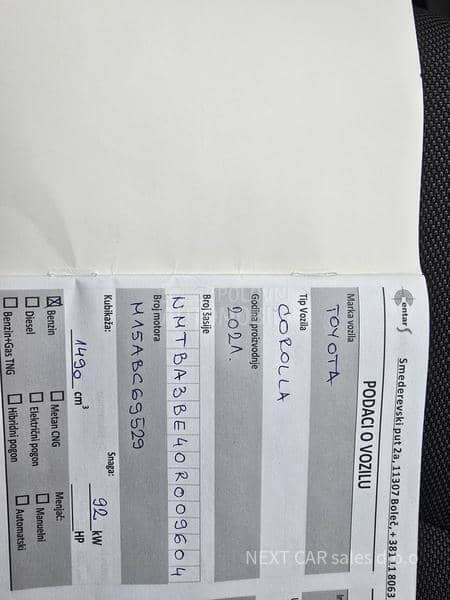 Centar S
Smederevski put 2a, 11307 Boleč, + 381 11 8063
PODACI O VOZILU
Marka vozila
TOYOTA
Tip Vozila
COROLLA
Godina proizvodnje
2021.
Broj šasije
NMTBA3BE40R009604
Broj motora
M15ABC69529
Kubikaža:
1490 cm³
Snaga:
92 kW
HP
Benzin
Metan CNG
Menjač:
Diesel
Električni pogon
Manuelni
Benzin+Gas TNG
Hibridni pogon
Automatski
NEXT CAR sales d.o.o